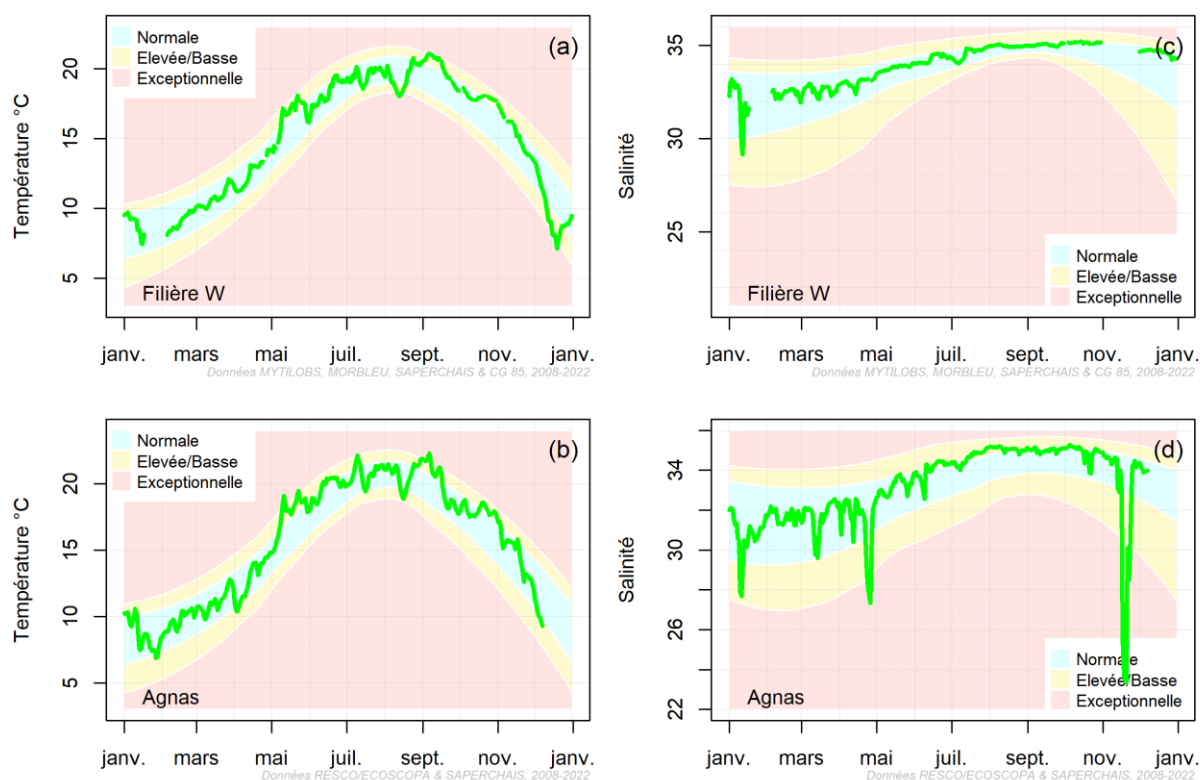 (a)
Normale
Elevée/Basse
Exceptionnelle
Température °C
20
15
10
5
Filière W
janv. mars mai juil. sept. nov. janv.
Données MYTILOBS, MORBLEU, SAPERCHAIS & CG 85, 2008-2022
(c)
Salinité
35
30
25
Normale
Elevée/Basse
Exceptionnelle
Filière W
janv. mars mai juil. sept. nov. janv.
Données MYTILOBS, MORBLEU, SAPERCHAIS & CG 85, 2008-2022
(b)
Normale
Elevée/Basse
Exceptionnelle
Température °C
20
15
10
5
Agnas
janv. mars mai juil. sept. nov. janv.
Données RESCO/ECOSCOPA & SAPERCHAIS, 2008-2022
(d)
Salinité
34
30
26
22
Normale
Elevée/Basse
Exceptionnelle
Agnas
janv. mars mai juil. sept. nov. janv.
Données RESCO/ECOSCOPA & SAPERCHAIS, 2008-2022